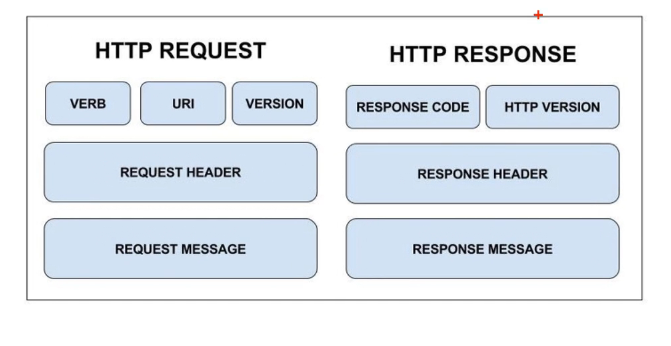 HTTP REQUEST
VERB
URI
VERSION
REQUEST HEADER
REQUEST MESSAGE
HTTP RESPONSE
RESPONSE CODE
HTTP VERSION
RESPONSE HEADER
RESPONSE MESSAGE